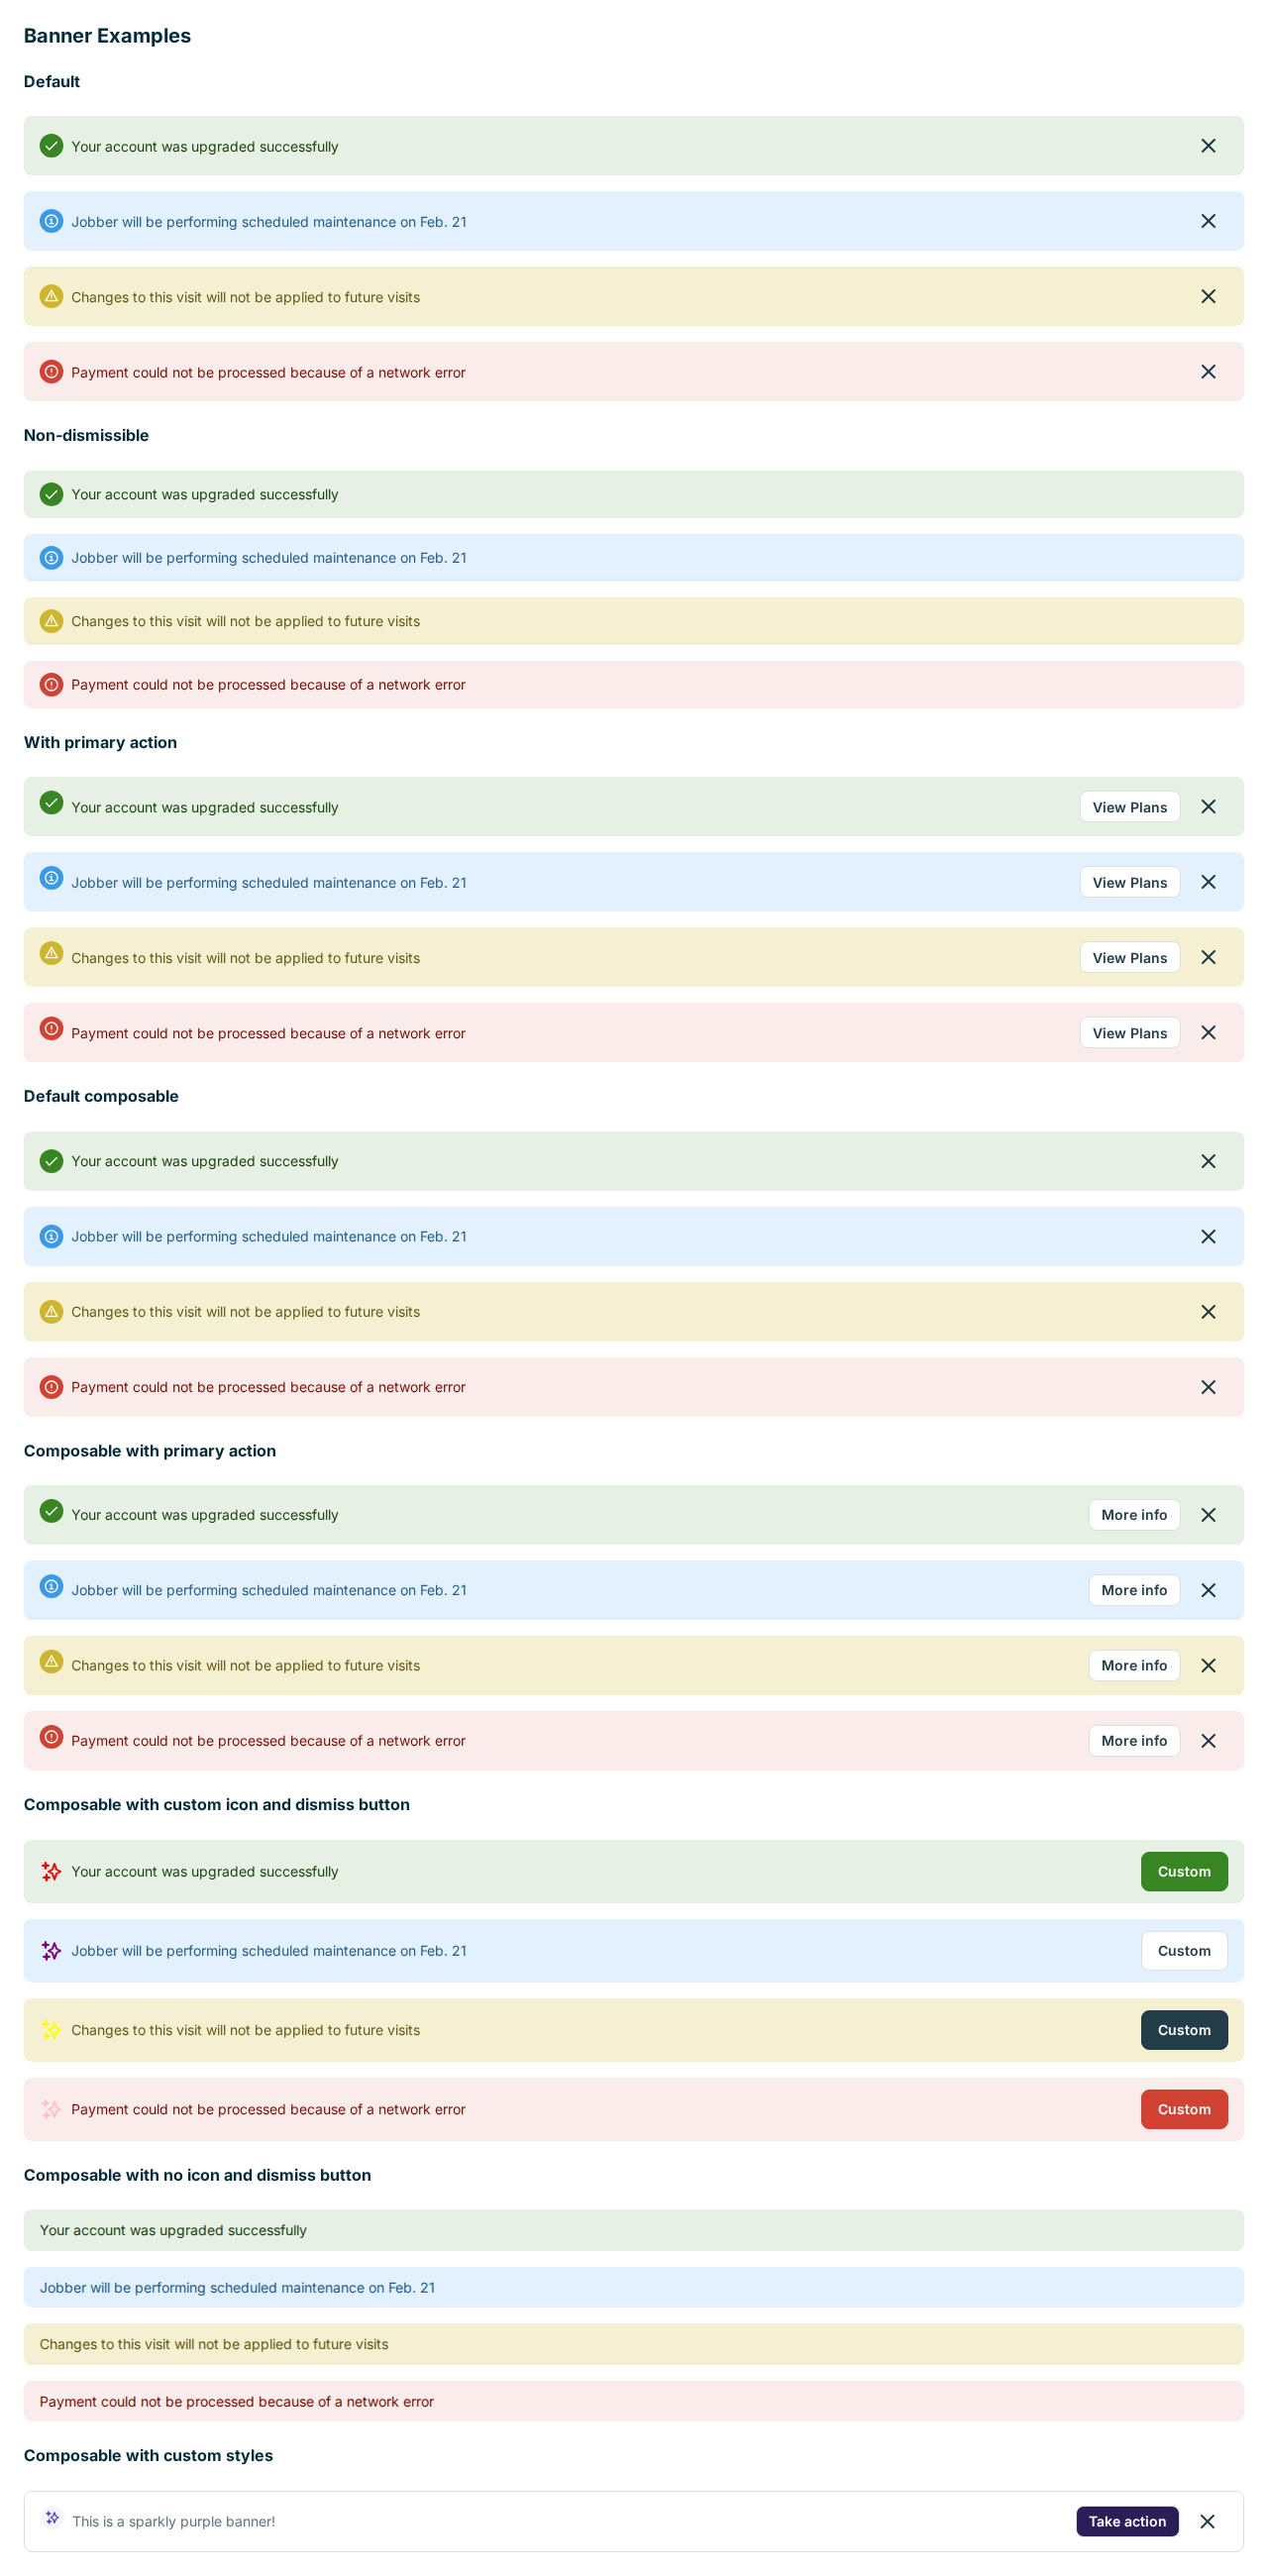 Banner Examples
Default
Your account was upgraded successfully
Jobber will be performing scheduled maintenance on Feb. 21
Changes to this visit will not be applied to future visits
Payment could not be processed because of a network error
Non-dismissible
Your account was upgraded successfully
Jobber will be performing scheduled maintenance on Feb. 21
Changes to this visit will not be applied to future visits
Payment could not be processed because of a network error
With primary action
Your account was upgraded successfully View Plans
Jobber will be performing scheduled maintenance on Feb. 21 View Plans
Changes to this visit will not be applied to future visits View Plans
Payment could not be processed because of a network error View Plans
Default composable
Your account was upgraded successfully
Jobber will be performing scheduled maintenance on Feb. 21
Changes to this visit will not be applied to future visits
Payment could not be processed because of a network error
Composable with primary action
Your account was upgraded successfully More info
Jobber will be performing scheduled maintenance on Feb. 21 More info
Changes to this visit will not be applied to future visits More info
Payment could not be processed because of a network error More info
Composable with custom icon and dismiss button
Your account was upgraded successfully Custom
Jobber will be performing scheduled maintenance on Feb. 21 Custom
Changes to this visit will not be applied to future visits Custom
Payment could not be processed because of a network error Custom
Composable with no icon and dismiss button
Your account was upgraded successfully
Jobber will be performing scheduled maintenance on Feb. 21
Changes to this visit will not be applied to future visits
Payment could not be processed because of a network error
Composable with custom styles
This is a sparkly purple banner! Take action